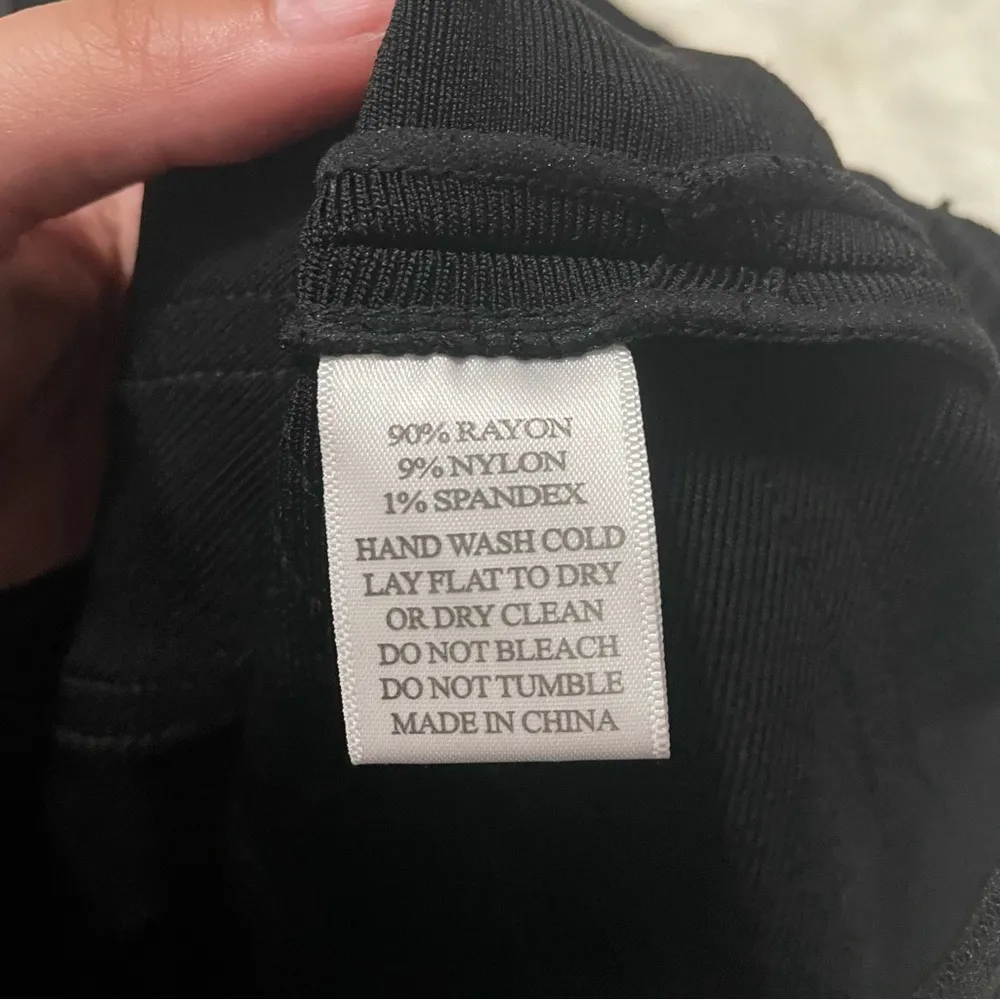 90% RAYON
9% NYLON
1% SPANDEX
HAND WASH COLD
LAY FLAT TO DRY
OR DRY CLEAN
DO NOT BLEACH
DO NOT TUMBLE
MADE IN CHINA